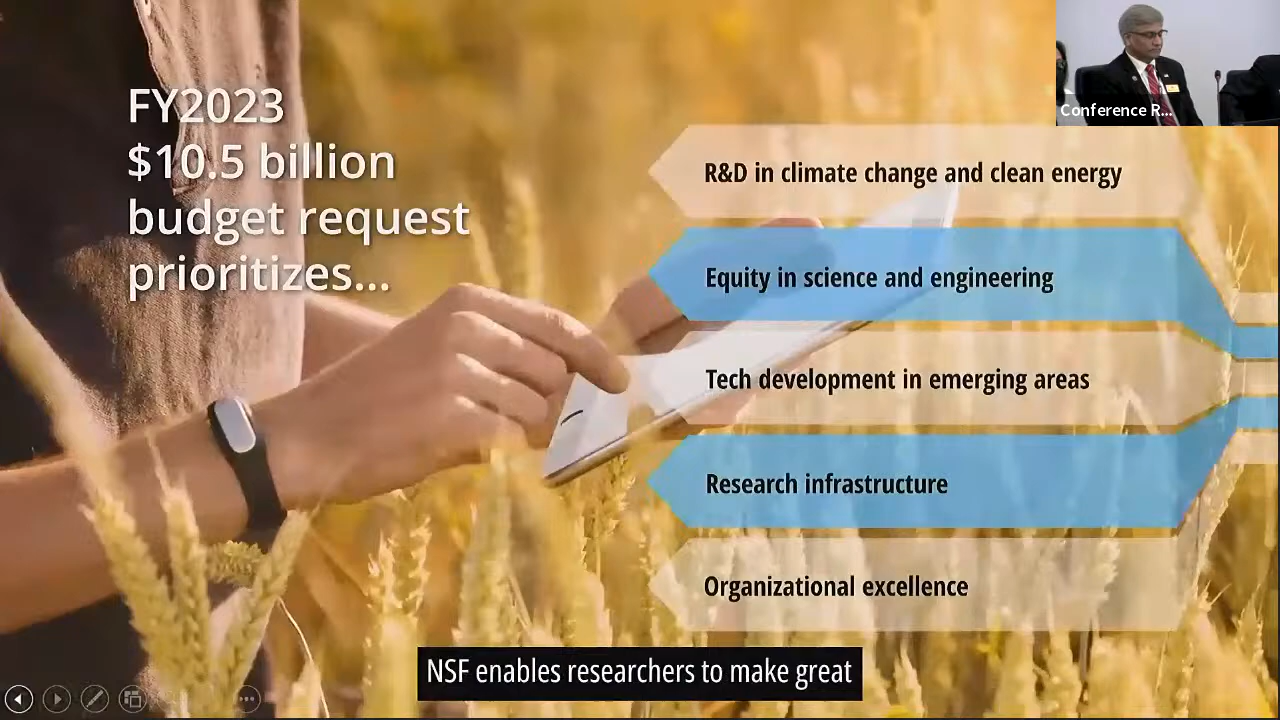 FY2023
$10.5 billion
budget request
prioritizes...
Conference R...
R&D in climate change and clean energy
Equity in science and engineering
Tech development in emerging areas
Research infrastructure
Organizational excellence
NSF enables researchers to make great